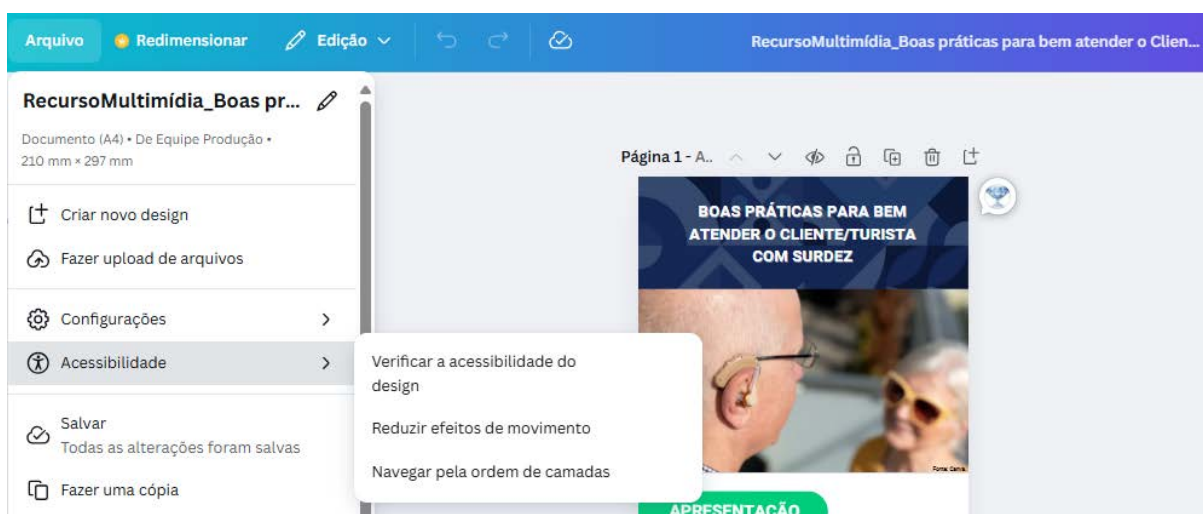 Arquivo Redimensionar Edição RecursoMultimídia_Boas práticas para bem atender o Clien...
RecursoMultimídia_Boas pr...
Documento (A4) • De Equipe Produção •
210 mm × 297 mm
Criar novo design
Fazer upload de arquivos
Configurações
Acessibilidade
Salvar
Todas as alterações foram salvas
Fazer uma cópia
Verificar a acessibilidade do
design
Reduzir efeitos de movimento
Navegar pela ordem de camadas
Página 1 - A..
BOAS PRÁTICAS PARA BEM
ATENDER O CLIENTE/TURISTA
COM SURDEZ
Fonte: Canva.
APRESENTAÇÃO